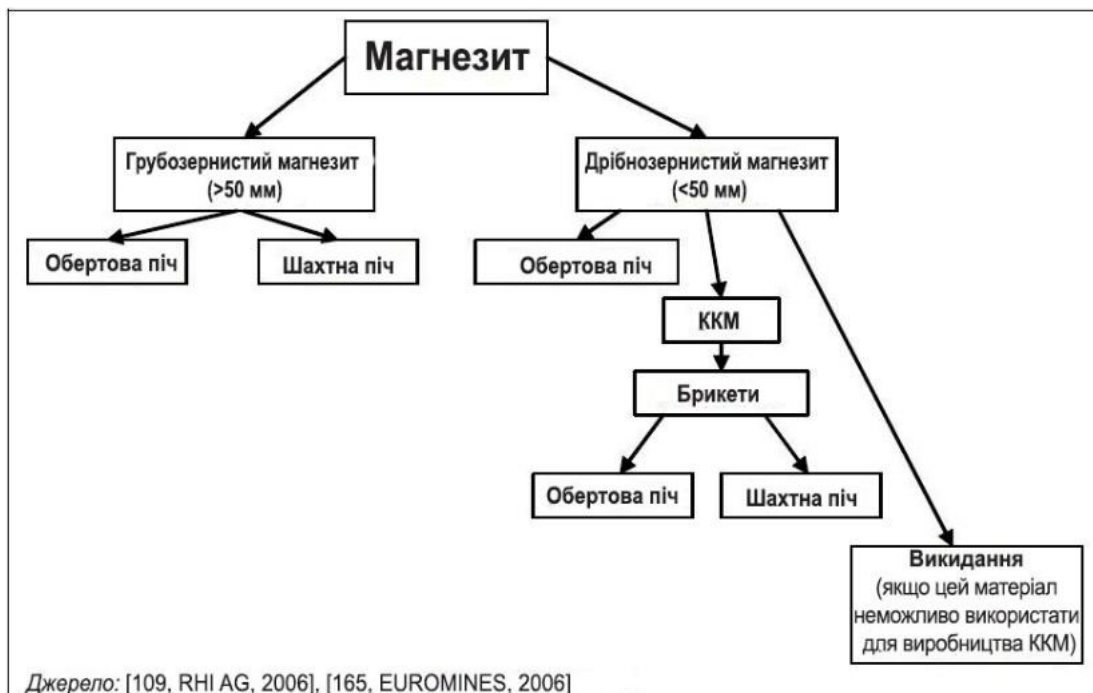 Магнезит
Грубозернистий магнезит
(>50 мм)
Дрібнозернистий магнезит
(<50 мм)
Обертова піч
Шахтна піч
Обертова піч
ККМ
Брикети
Обертова піч
Шахтна піч
Викидання
(якщо цей матеріал
неможливо використати
для виробництва ККМ)
Джерело: [109, RHI AG, 2006], [165, EUROMINES, 2006]